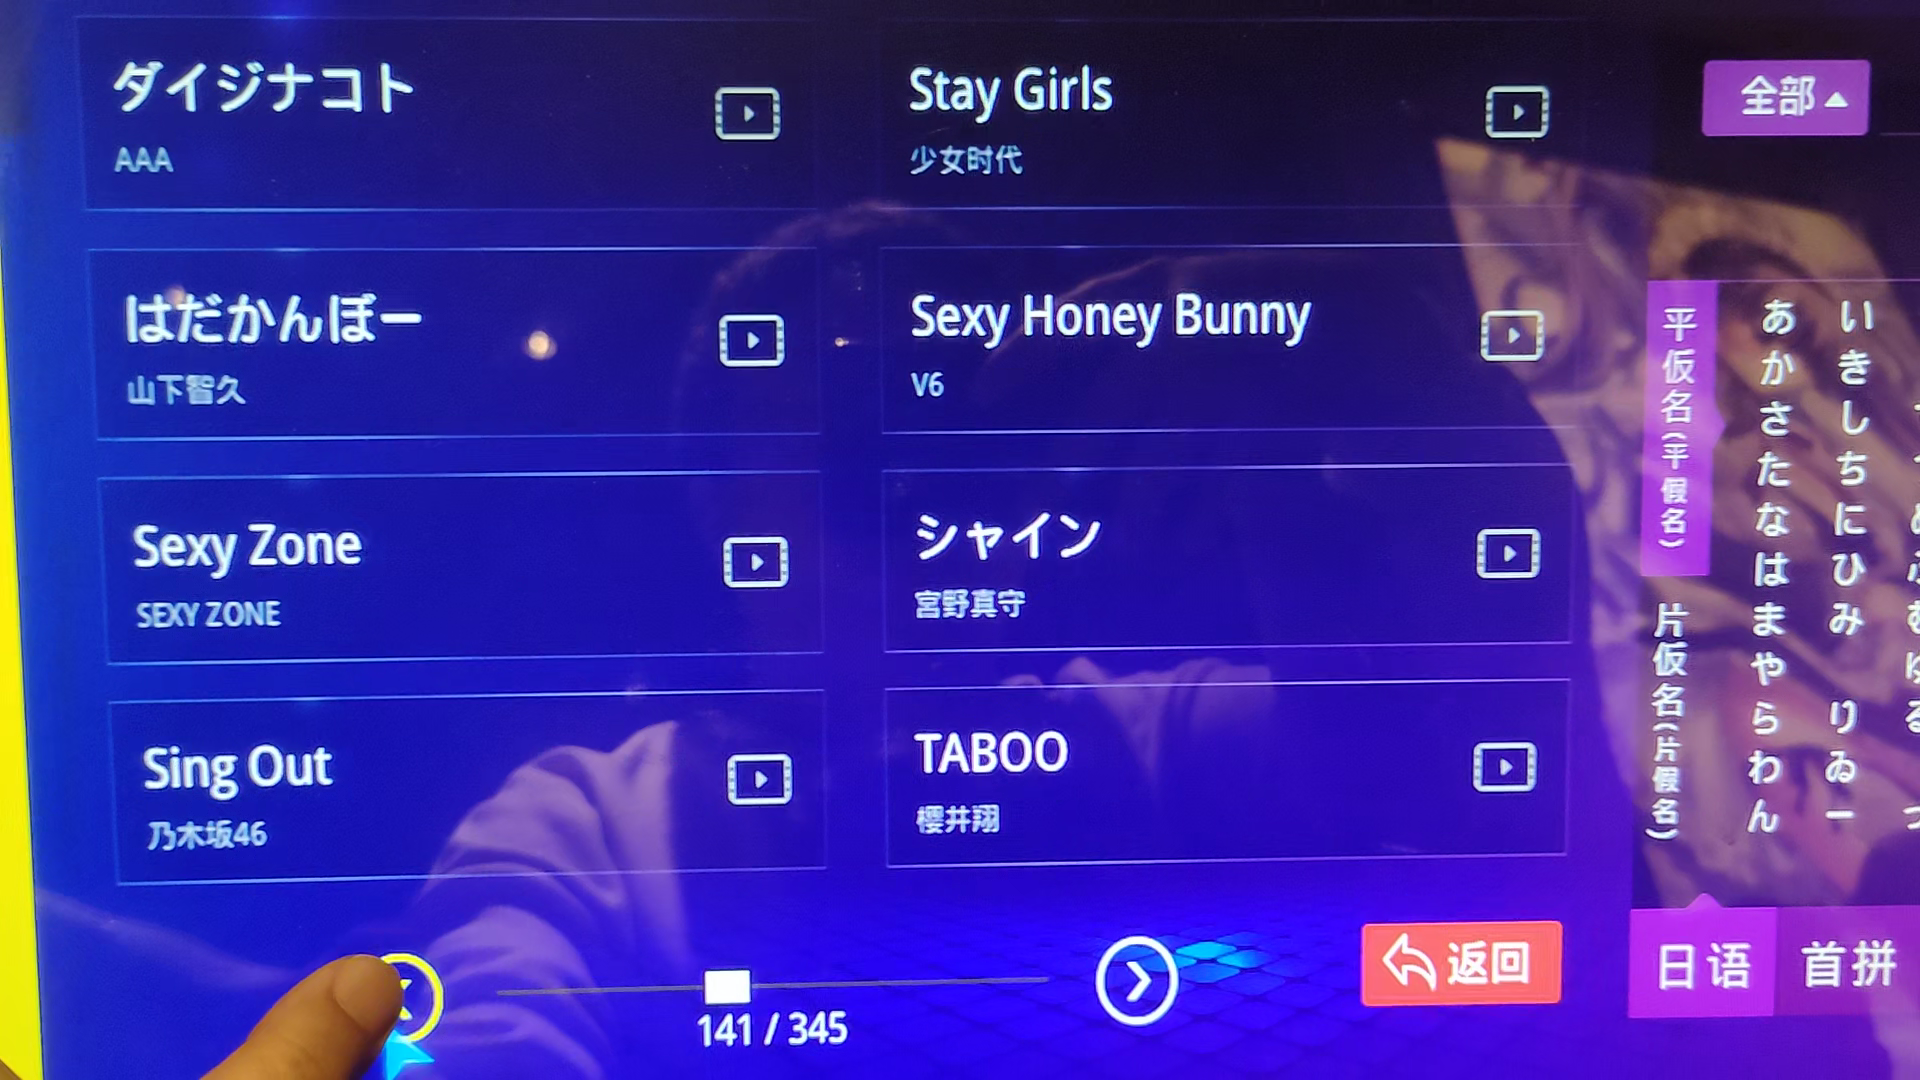 ダイジナコト
AAA
Stay Girls
少女时代
はだかんぼー
山下智久
Sexy Honey Bunny
V6
Sexy Zone
SEXY ZONE
シャイン
宮野真守
Sing Out
乃木坂46
TABOO
櫻井翔
141 / 345
返回
全部
平仮名(平假名)
片仮名(片假名)
あかさたなはまやらわん
いきしちにひみ りゐー
日语
首拼